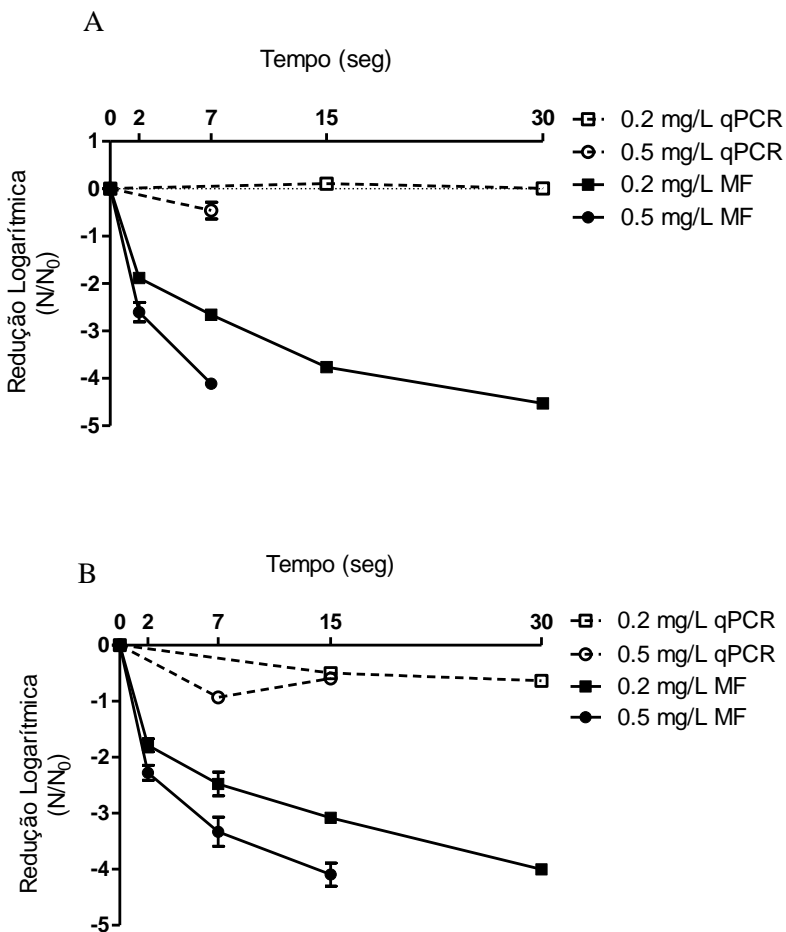 A
Tempo (seg)
0 2 7 15 30
1
0
-1
-2
-3
-4
-5
Redução Logarítmica
(N/N₀)
0.2 mg/L qPCR
0.5 mg/L qPCR
0.2 mg/L MF
0.5 mg/L MF
B
Tempo (seg)
0 2 7 15 30
0
-1
-2
-3
-4
-5
Redução Logarítmica
(N/N₀)
0.2 mg/L qPCR
0.5 mg/L qPCR
0.2 mg/L MF
0.5 mg/L MF